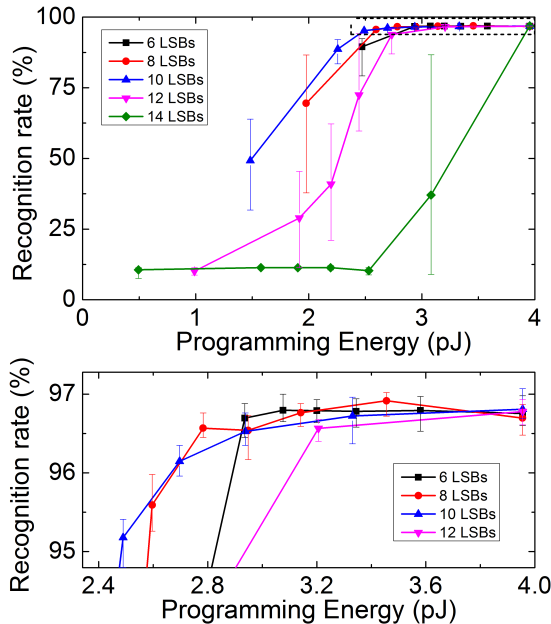 Recognition rate (%)
100
75
50
25
0
6 LSBs
8 LSBs
10 LSBs
12 LSBs
14 LSBs
0
1
2
3
4
Programming Energy (pJ)
Recognition rate (%)
97
96
95
6 LSBs
8 LSBs
10 LSBs
12 LSBs
2.4
2.8
3.2
3.6
4.0
Programming Energy (pJ)